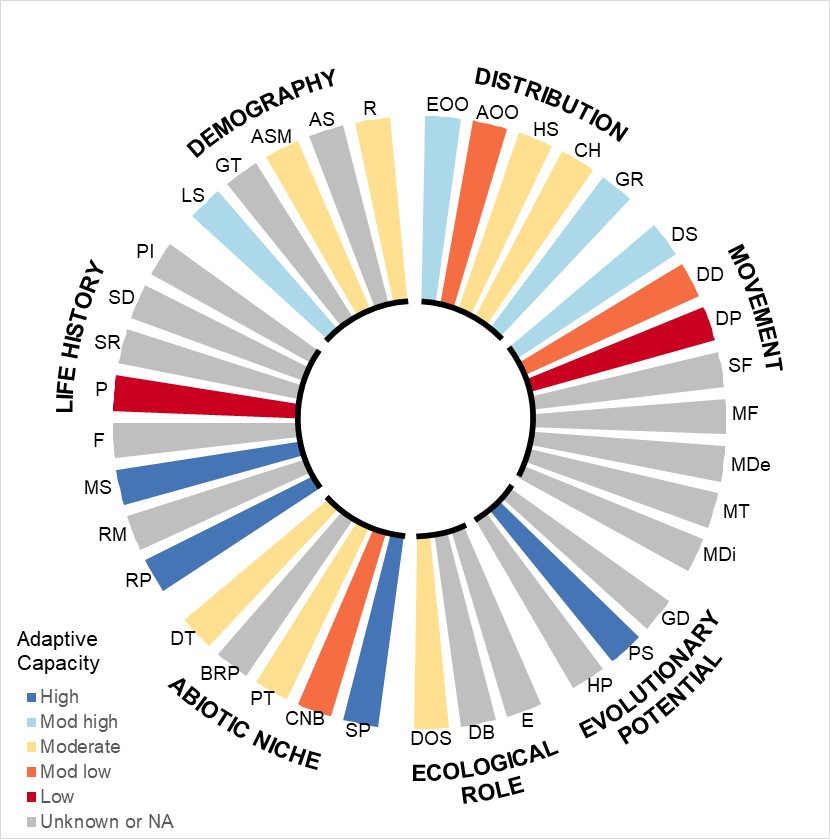 DEMOGRAPHY
LS
GT
ASM
AS
R
DISTRIBUTION
EOO
AOO
HS
CH
GR
MOVEMENT
DS
DD
DP
SF
MF
MDe
MT
MDi
EVOLUTIONARY
POTENTIAL
GD
PS
HP
ECOLOGICAL
ROLE
E
DB
DOS
ABIOTIC NICHE
SP
CNB
PT
BRP
DT
LIFE HISTORY
RP
RM
MS
F
P
SR
SD
PI
Adaptive
Capacity
High
Mod high
Moderate
Mod low
Low
Unknown or NA